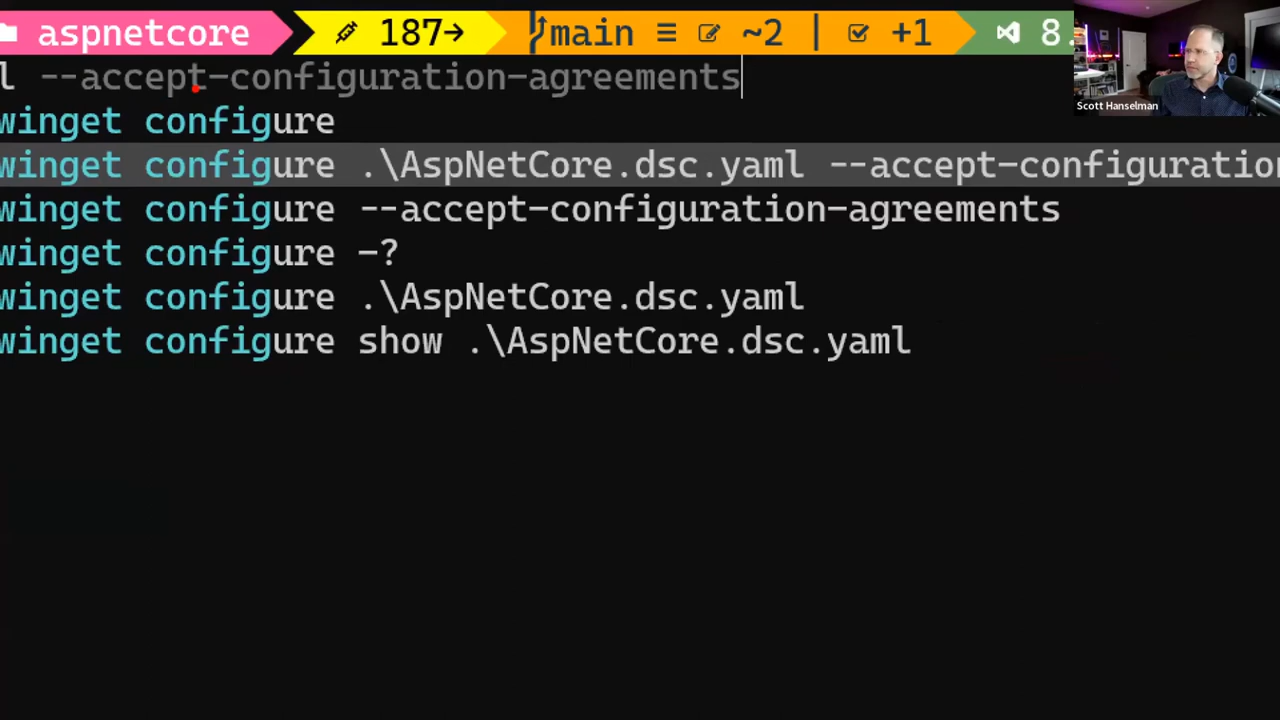 aspnetcore 187→ main ≡ ~2 | +1 8.
l --accept-configuration-agreements
winget configure
winget configure .\AspNetCore.dsc.yaml --accept-configuration
winget configure --accept-configuration-agreements
winget configure -?
winget configure .\AspNetCore.dsc.yaml
winget configure show .\AspNetCore.dsc.yaml
Scott Hanselman